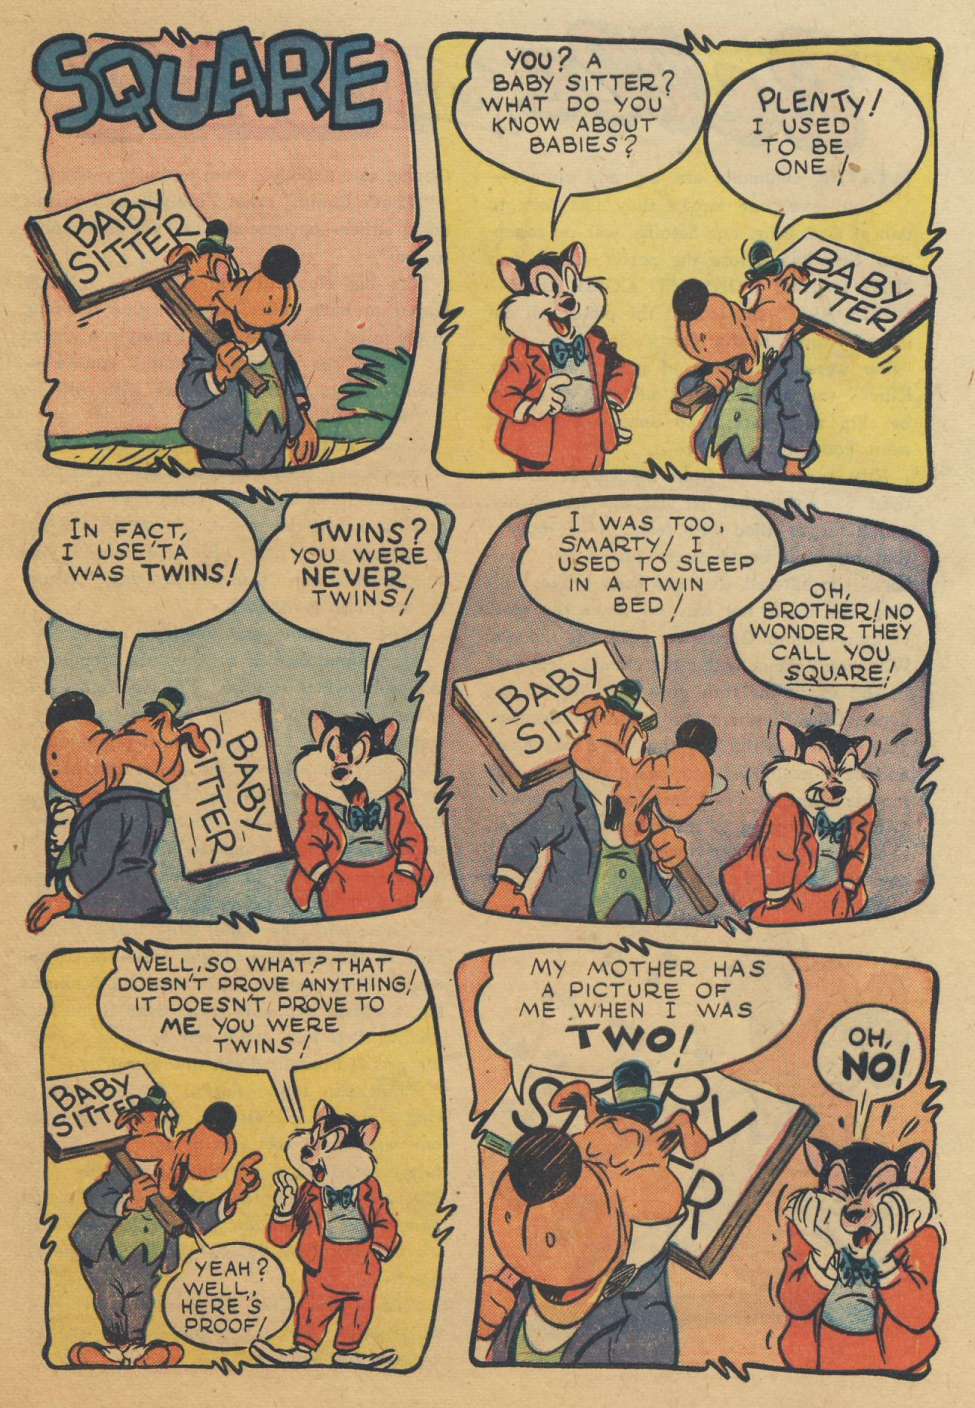 SQUARE
BABY
SITTER
YOU? A
BABY SITTER?
WHAT DO YOU
KNOW ABOUT
BABIES?
PLENTY!
I USED
TO BE
ONE!
BABY
SITTER
IN FACT,
I USE'TA
WAS TWINS!
TWINS?
YOU WERE
NEVER
TWINS!
BABY
SITTER
I WAS TOO,
SMARTY! I
USED TO SLEEP
IN A TWIN
BED!
OH,
BROTHER! NO
WONDER THEY
CALL YOU
SQUARE!
BABY
SIT
WELL, SO WHAT? THAT
DOESN'T PROVE ANYTHING!
IT DOESN'T PROVE TO
ME YOU WERE
TWINS!
BABY
SITTER
YEAH?
WELL,
HERE'S
PROOF!
MY MOTHER HAS
A PICTURE OF
ME WHEN I WAS
TWO!
OH,
NO!